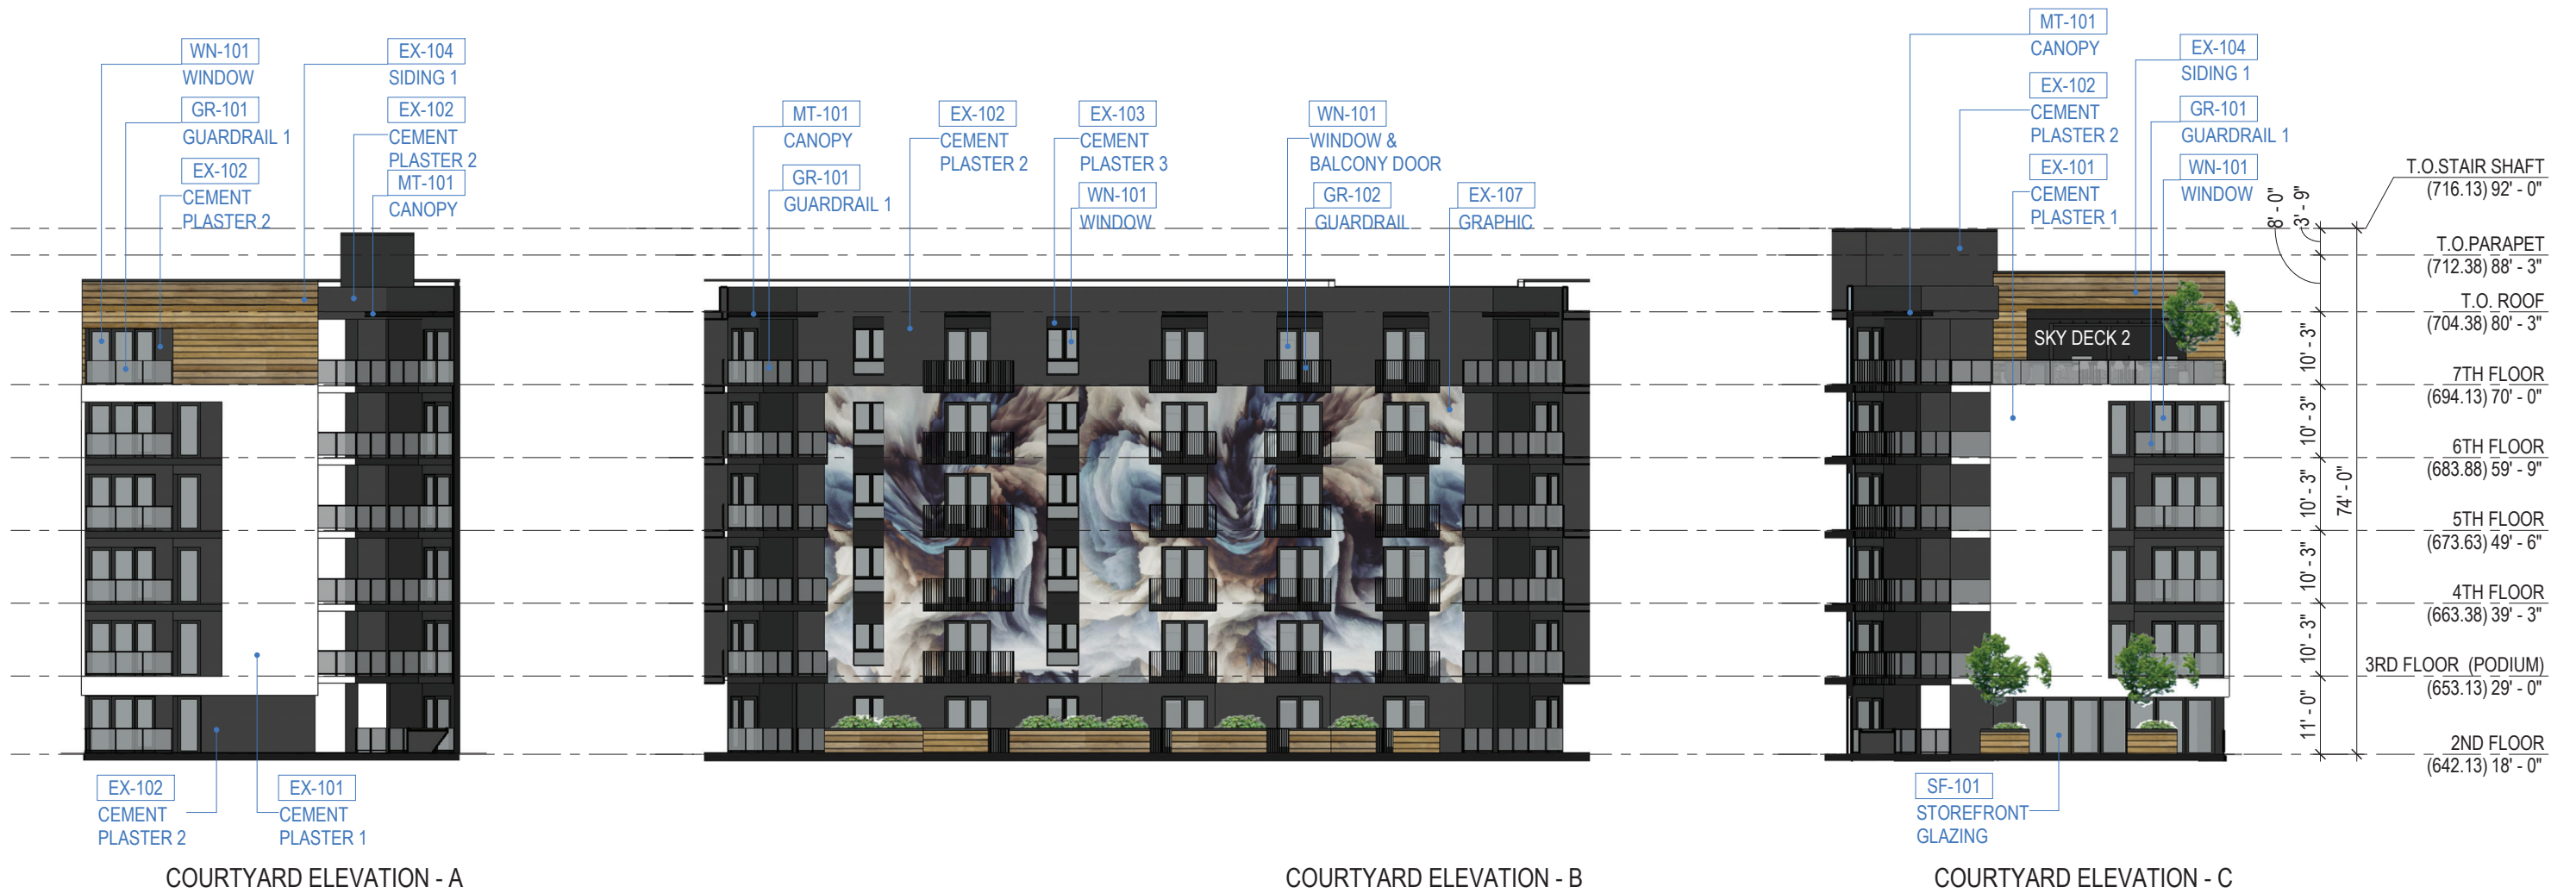 WN-101
WINDOW
GR-101
GUARDRAIL 1
EX-102
CEMENT
PLASTER 2
EX-104
SIDING 1
EX-102
CEMENT
PLASTER 2
MT-101
CANOPY
EX-102
CEMENT
PLASTER 2
EX-101
CEMENT
PLASTER 1
COURTYARD ELEVATION - A
MT-101
CANOPY
GR-101
GUARDRAIL 1
EX-102
CEMENT
PLASTER 2
EX-103
CEMENT
PLASTER 3
WN-101
WINDOW
WN-101
WINDOW &
BALCONY DOOR
GR-102
GUARDRAIL
EX-107
GRAPHIC
COURTYARD ELEVATION - B
MT-101
CANOPY
EX-102
CEMENT
PLASTER 2
EX-101
CEMENT
PLASTER 1
EX-104
SIDING 1
GR-101
GUARDRAIL 1
WN-101
WINDOW
SKY DECK 2
SF-101
STOREFRONT
GLAZING
COURTYARD ELEVATION - C
8' - 0"
3' - 9"
10' - 3"
10' - 3"
10' - 3"
10' - 3"
10' - 3"
11' - 0"
74' - 0"
T.O.STAIR SHAFT
(716.13) 92' - 0"
T.O.PARAPET
(712.38) 88' - 3"
T.O. ROOF
(704.38) 80' - 3"
7TH FLOOR
(694.13) 70' - 0"
6TH FLOOR
(683.88) 59' - 9"
5TH FLOOR
(673.63) 49' - 6"
4TH FLOOR
(663.38) 39' - 3"
3RD FLOOR (PODIUM)
(653.13) 29' - 0"
2ND FLOOR
(642.13) 18' - 0"